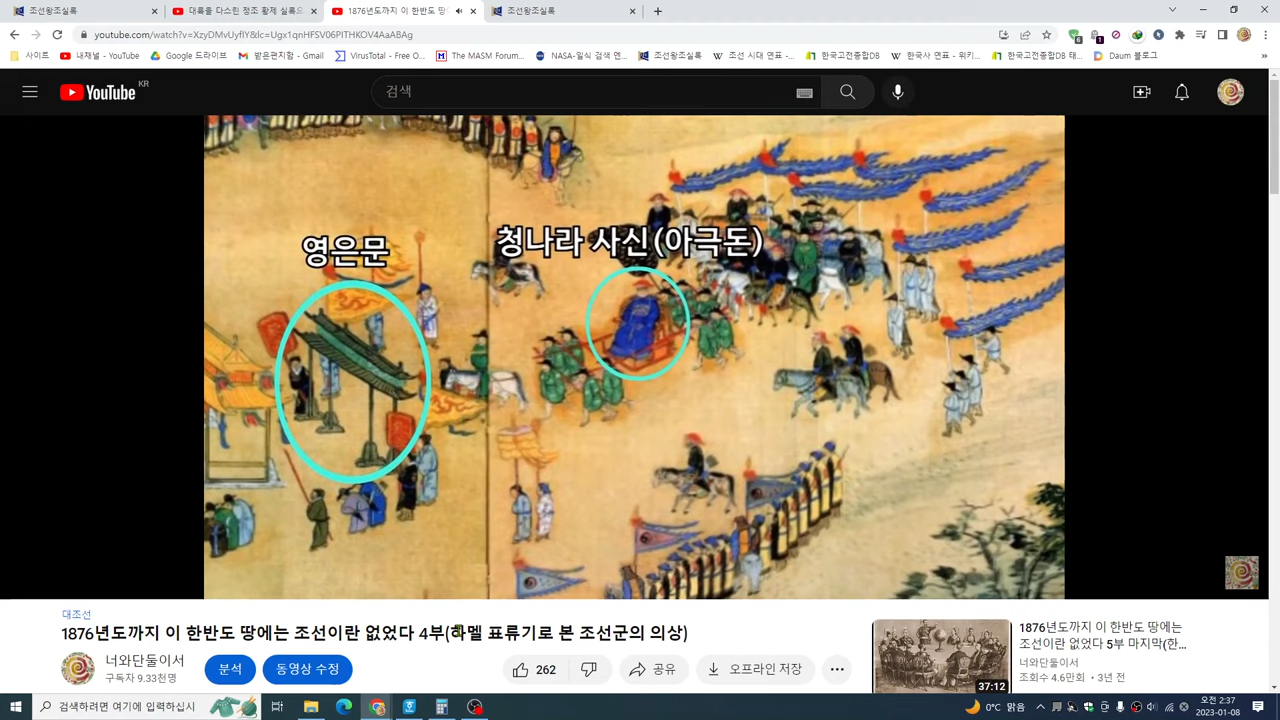 조선왕조실록
대륙을 다스린 정조 황제 실록으
1876년도까지 이 한반도 땅
조선왕조실록
youtube.com/watch?v=XzyDMvUyfIY&lc=Ugx1qnHFSV06PITHKOV4AaABAg
사이트
내채널 - YouTube
Google 드라이브
받은편지함 - Gmail
VirusTotal - Free O...
The MASM Forum...
NASA-일식 검색 엔...
조선왕조실록
조선 시대 연표 -...
한국고전종합DB
한국사 연표 - 위키...
한국고전종합DB 태...
Daum 블로그
»
YouTube KR
검색
영은문
청나라 사신(아극돈)
대조선
1876년도까지 이 한반도 땅에는 조선이란 없었다 4부(하멜 표류기로 본 조선군의 의상)
너와단둘이서
구독자 9.33천명
분석
동영상 수정
262
공유
오프라인 저장
1876년도까지 이 한반도 땅에는
조선이란 없었다 5부 마지막(한...
너와단둘이서
조회수 4.6만회 • 3년 전
37:12
검색하려면 여기에 입력하십시
0°C 맑음
오전 2:37
2023-01-08